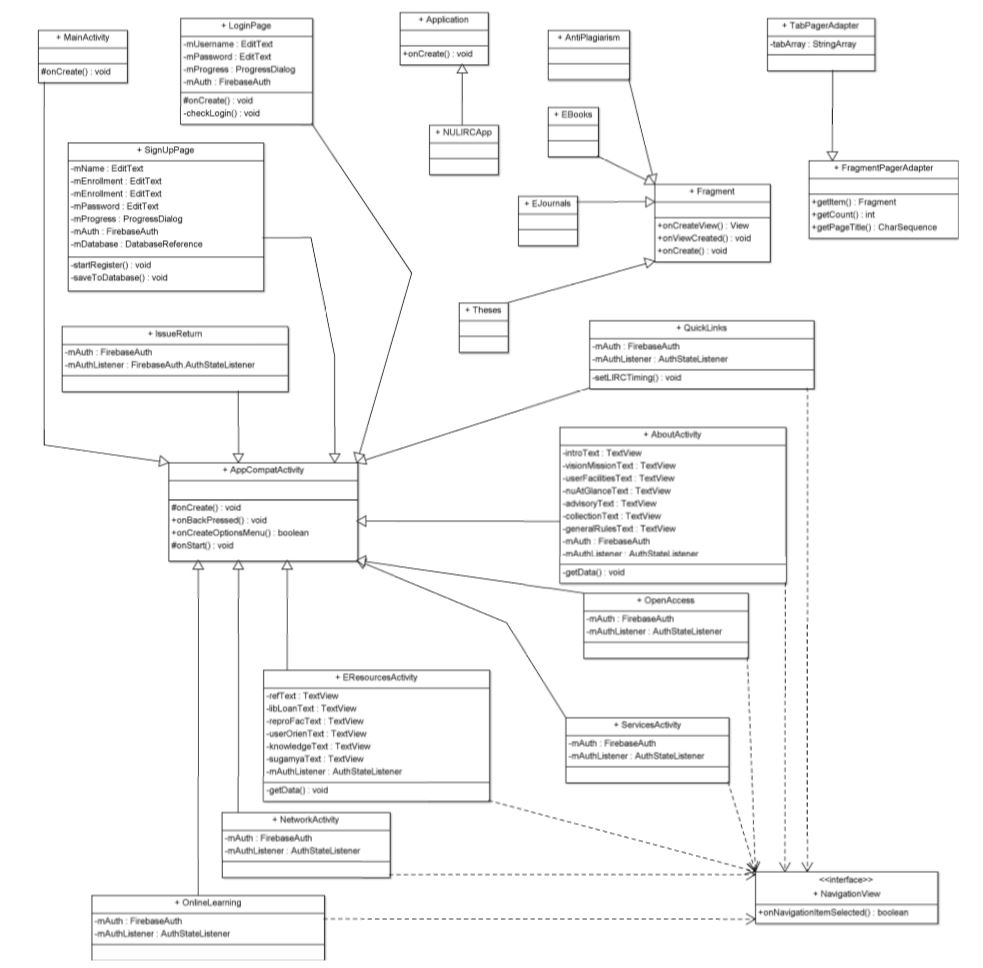 + MainActivity
#onCreate() : void
+ LoginPage
-mUsername : EditText
-mPassword : EditText
-mProgress : ProgressDialog
-mAuth : FirebaseAuth
#onCreate() : void
-checkLogin() : void
+ Application
+onCreate() : void
+ NULIRCApp
+ AntiPlagiarism
+ EBooks
+ EJournals
+ Theses
+ Fragment
+onCreateView() : View
+onViewCreated() : void
+onCreate() : void
+ TabPagerAdapter
-tabArray : StringArray
+ FragmentPagerAdapter
+getItem() : Fragment
+getCount() : int
+getPageTitle() : CharSequence
+ SignUpPage
-mName : EditText
-mEnrollment : EditText
-mEnrollment : EditText
-mPassword : EditText
-mProgress : ProgressDialog
-mAuth : FirebaseAuth
-mDatabase : DatabaseReference
-startRegister() : void
-saveToDatabase() : void
+ IssueReturn
-mAuth : FirebaseAuth
-mAuthListener : FirebaseAuth.AuthStateListener
+ QuickLinks
-mAuth : FirebaseAuth
-mAuthListener : AuthStateListener
-setLIRCTiming() : void
+ AppCompatActivity
#onCreate() : void
+onBackPressed() : void
+onCreateOptionsMenu() : boolean
#onStart() : void
+ AboutActivity
-introText : TextView
-visionMissionText : TextView
-userFacilitiesText : TextView
-nuAtGlanceText : TextView
-advisoryText : TextView
-collectionText : TextView
-generalRulesText : TextView
-mAuth : FirebaseAuth
-mAuthListener : AuthStateListener
-getData() : void
+ OpenAccess
-mAuth : FirebaseAuth
-mAuthListener : AuthStateListener
+ EResourcesActivity
-refText : TextView
-libLoanText : TextView
-reproFacText : TextView
-userOrienText : TextView
-knowledgeText : TextView
-sugamyaText : TextView
-mAuthListener : AuthStateListener
-getData() : void
+ ServicesActivity
-mAuth : FirebaseAuth
-mAuthListener : AuthStateListener
+ NetworkActivity
-mAuth : FirebaseAuth
-mAuthListener : AuthStateListener
+ OnlineLearning
-mAuth : FirebaseAuth
-mAuthListener : AuthStateListener
<<interface>>
+ NavigationView
+onNavigationItemSelected() : boolean